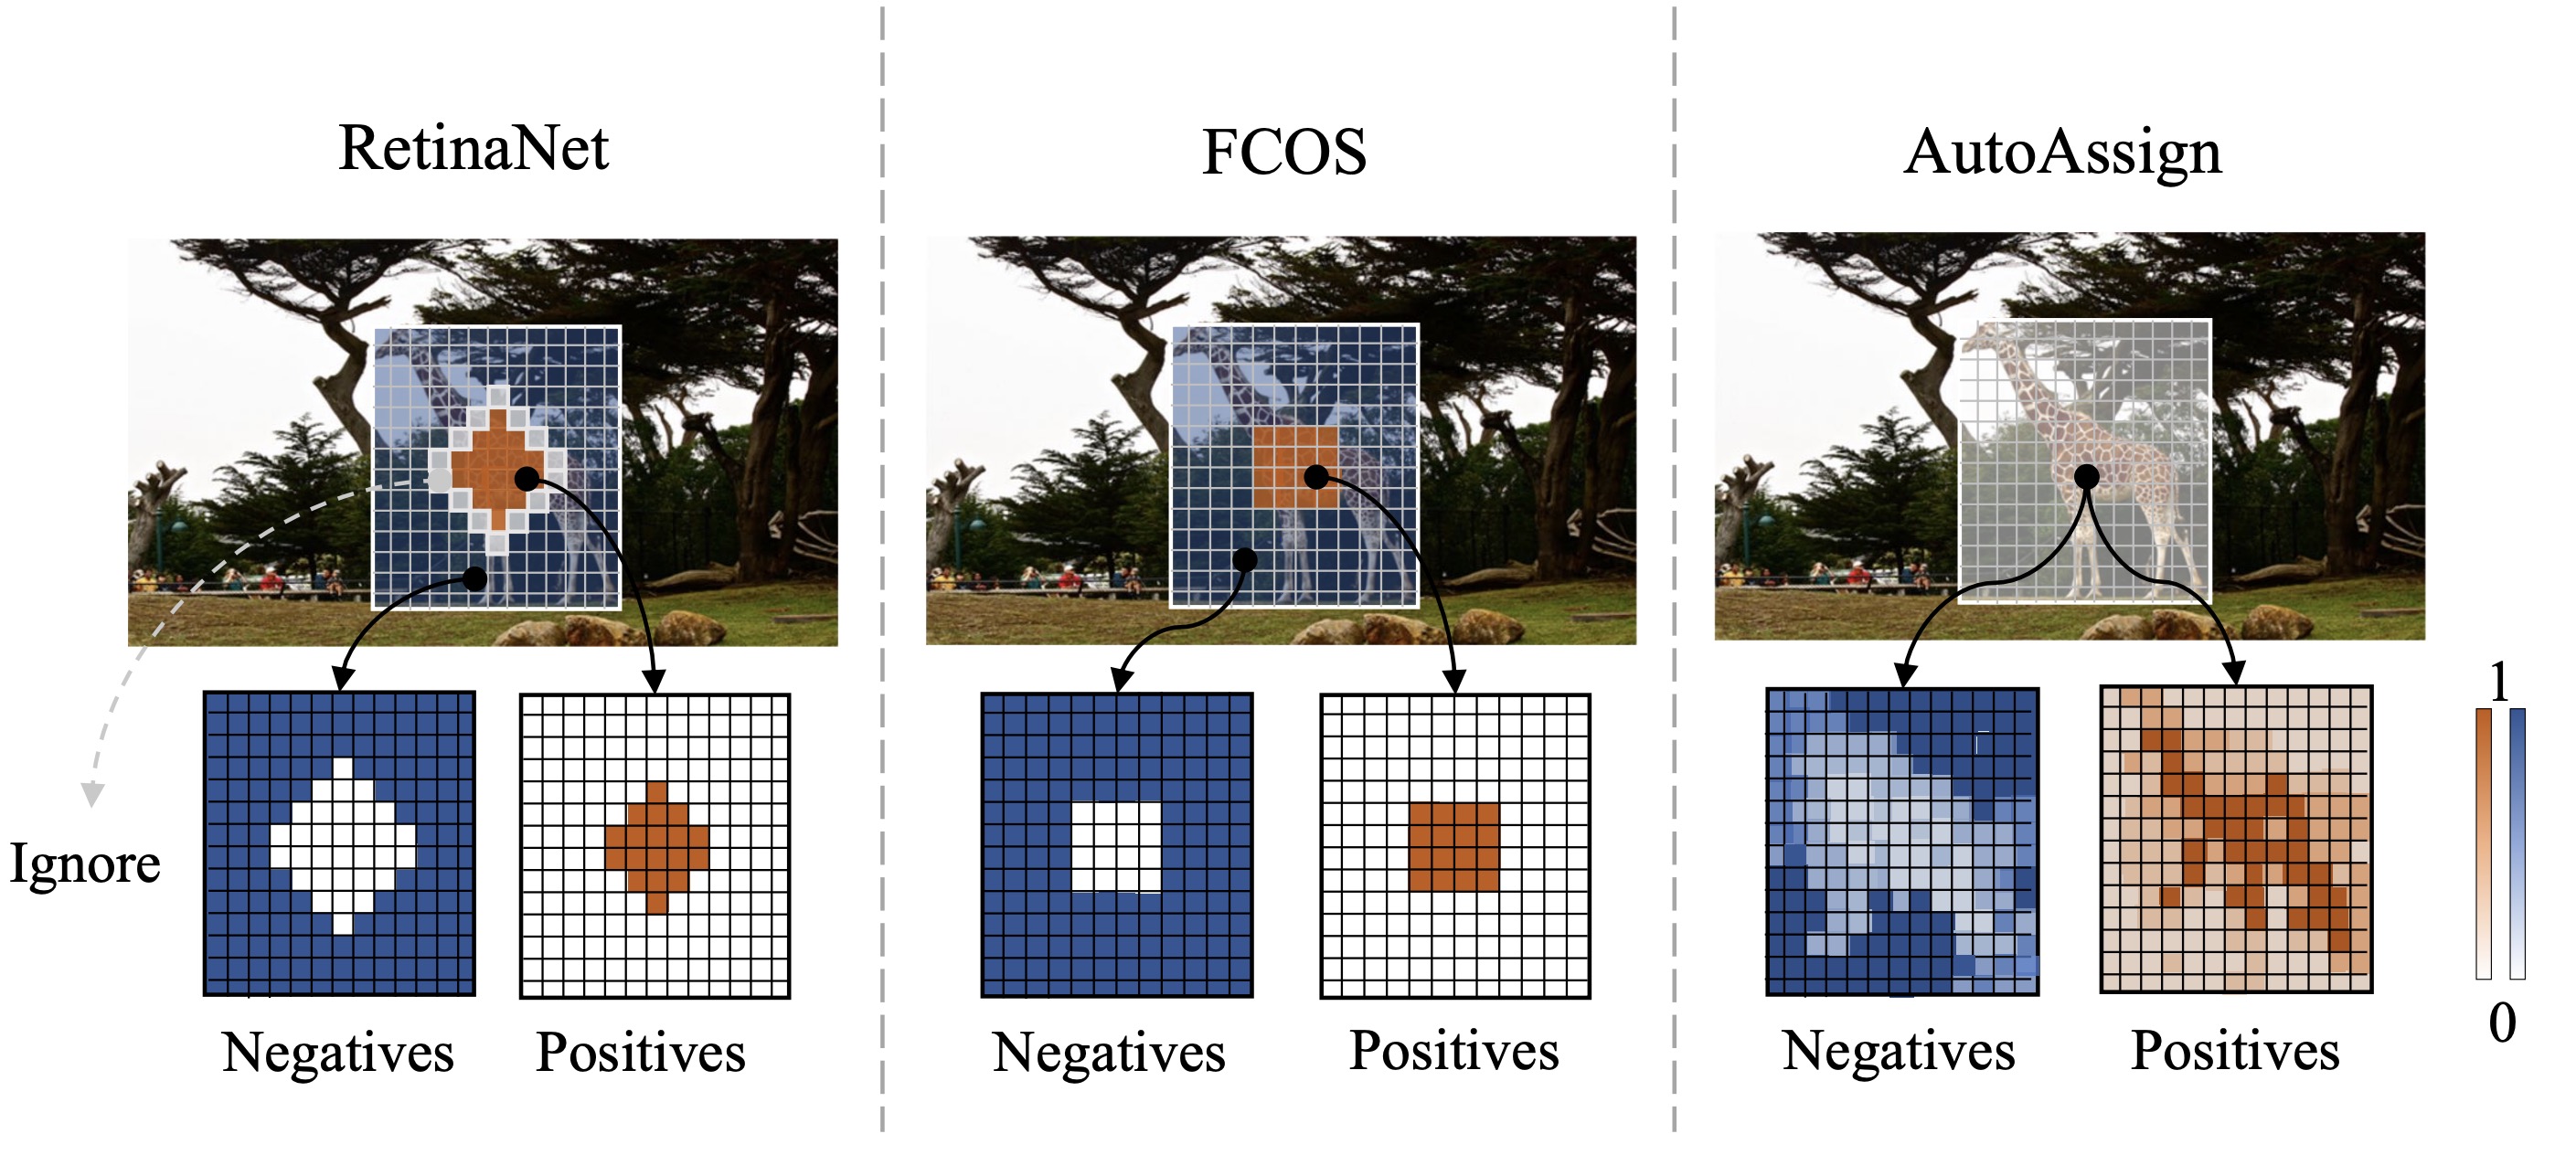 RetinaNet
FCOS
AutoAssign
Ignore
1
0
Negatives
Positives
Negatives
Positives
Negatives
Positives